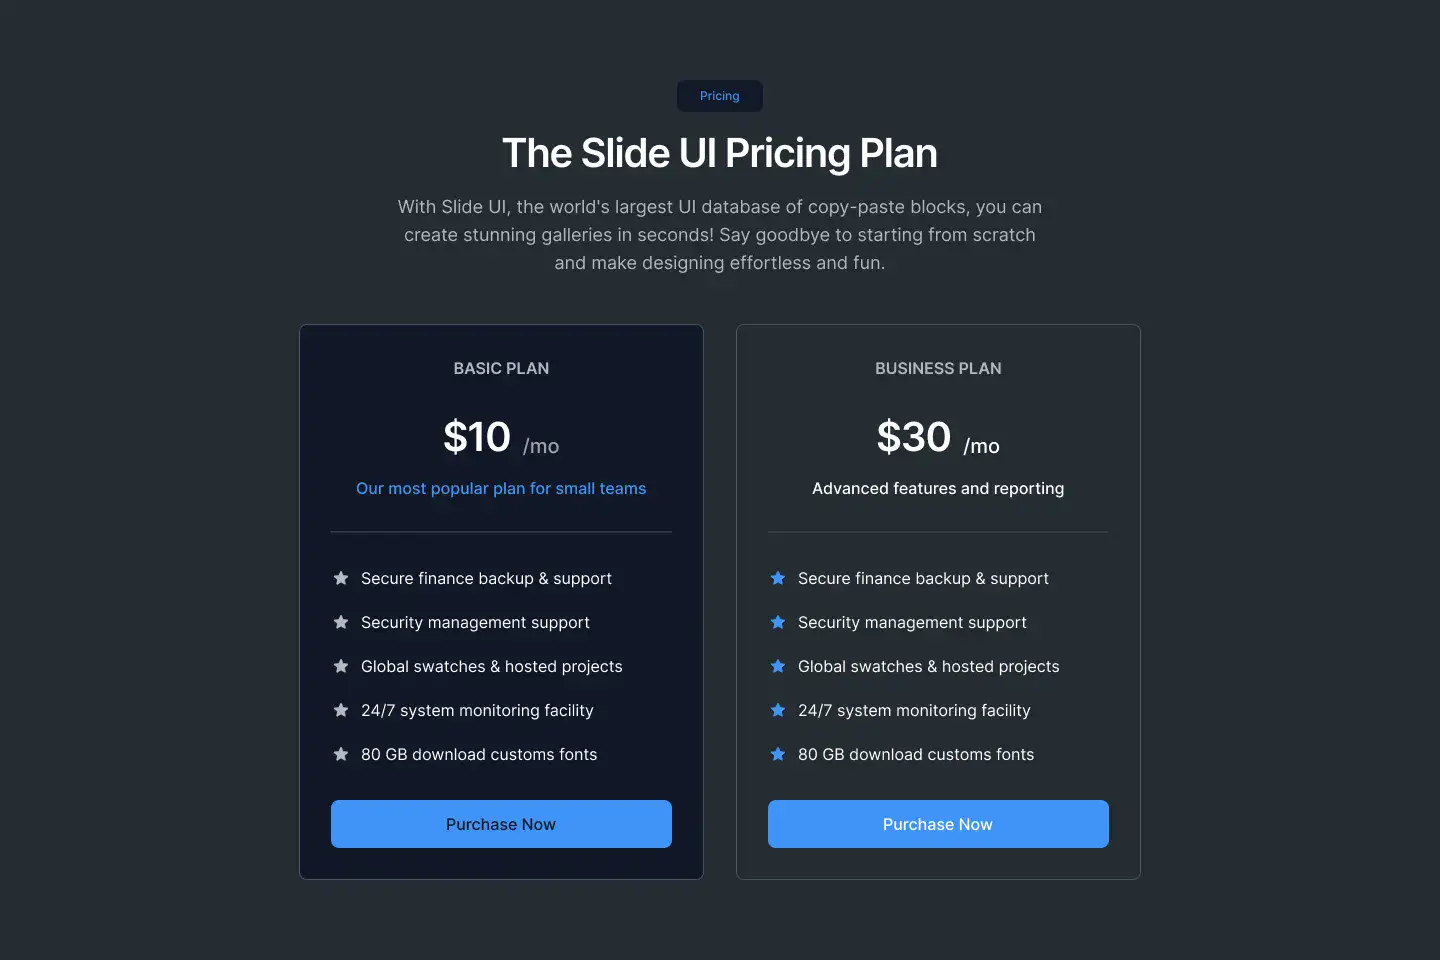 Pricing
The Slide UI Pricing Plan
With Slide UI, the world's largest UI database of copy-paste blocks, you can
create stunning galleries in seconds! Say goodbye to starting from scratch
and make designing effortless and fun.
BASIC PLAN
$10 /mo
Our most popular plan for small teams
Secure finance backup & support
Security management support
Global swatches & hosted projects
24/7 system monitoring facility
80 GB download customs fonts
Purchase Now
BUSINESS PLAN
$30 /mo
Advanced features and reporting
Secure finance backup & support
Security management support
Global swatches & hosted projects
24/7 system monitoring facility
80 GB download customs fonts
Purchase Now